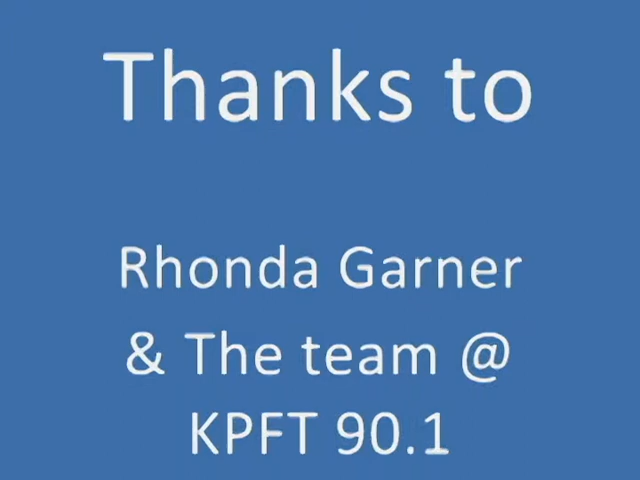 Thanks to
Rhonda Garner
& The team @
KPFT 90.1